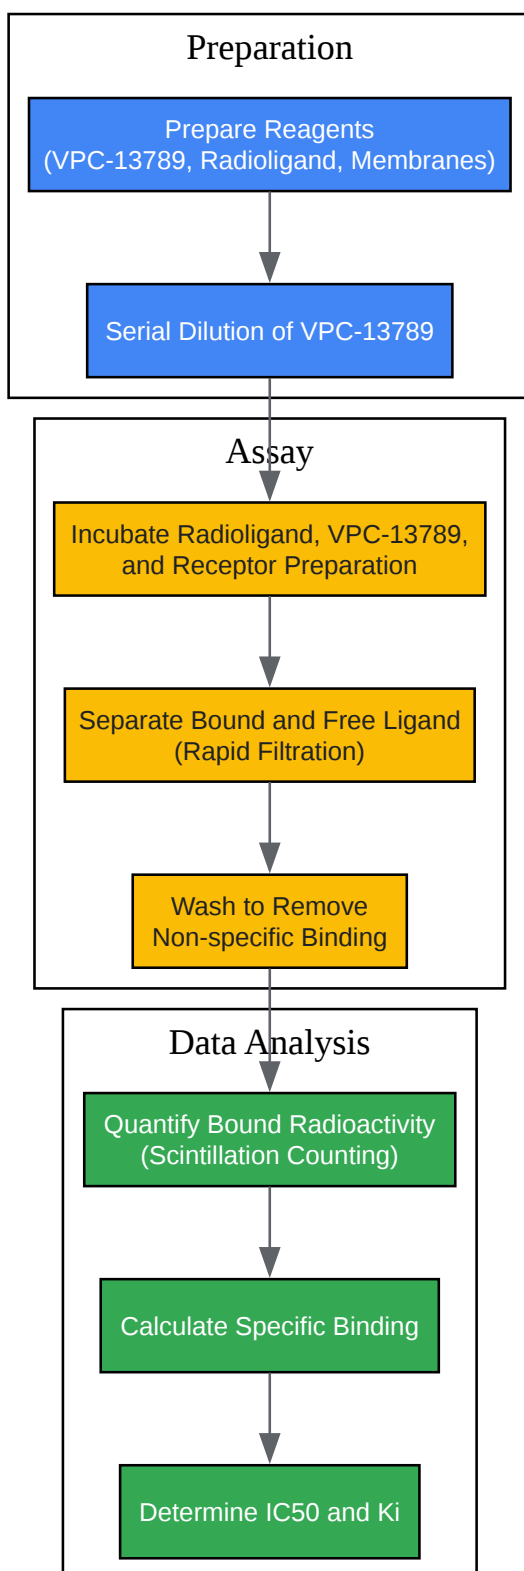 Preparation
Prepare Reagents
(VPC-13789, Radioligand, Membranes)
Serial Dilution of VPC-13789
Assay
Incubate Radioligand, VPC-13789,
and Receptor Preparation
Separate Bound and Free Ligand
(Rapid Filtration)
Wash to Remove
Non-specific Binding
Data Analysis
Quantify Bound Radioactivity
(Scintillation Counting)
Calculate Specific Binding
Determine IC50 and Ki